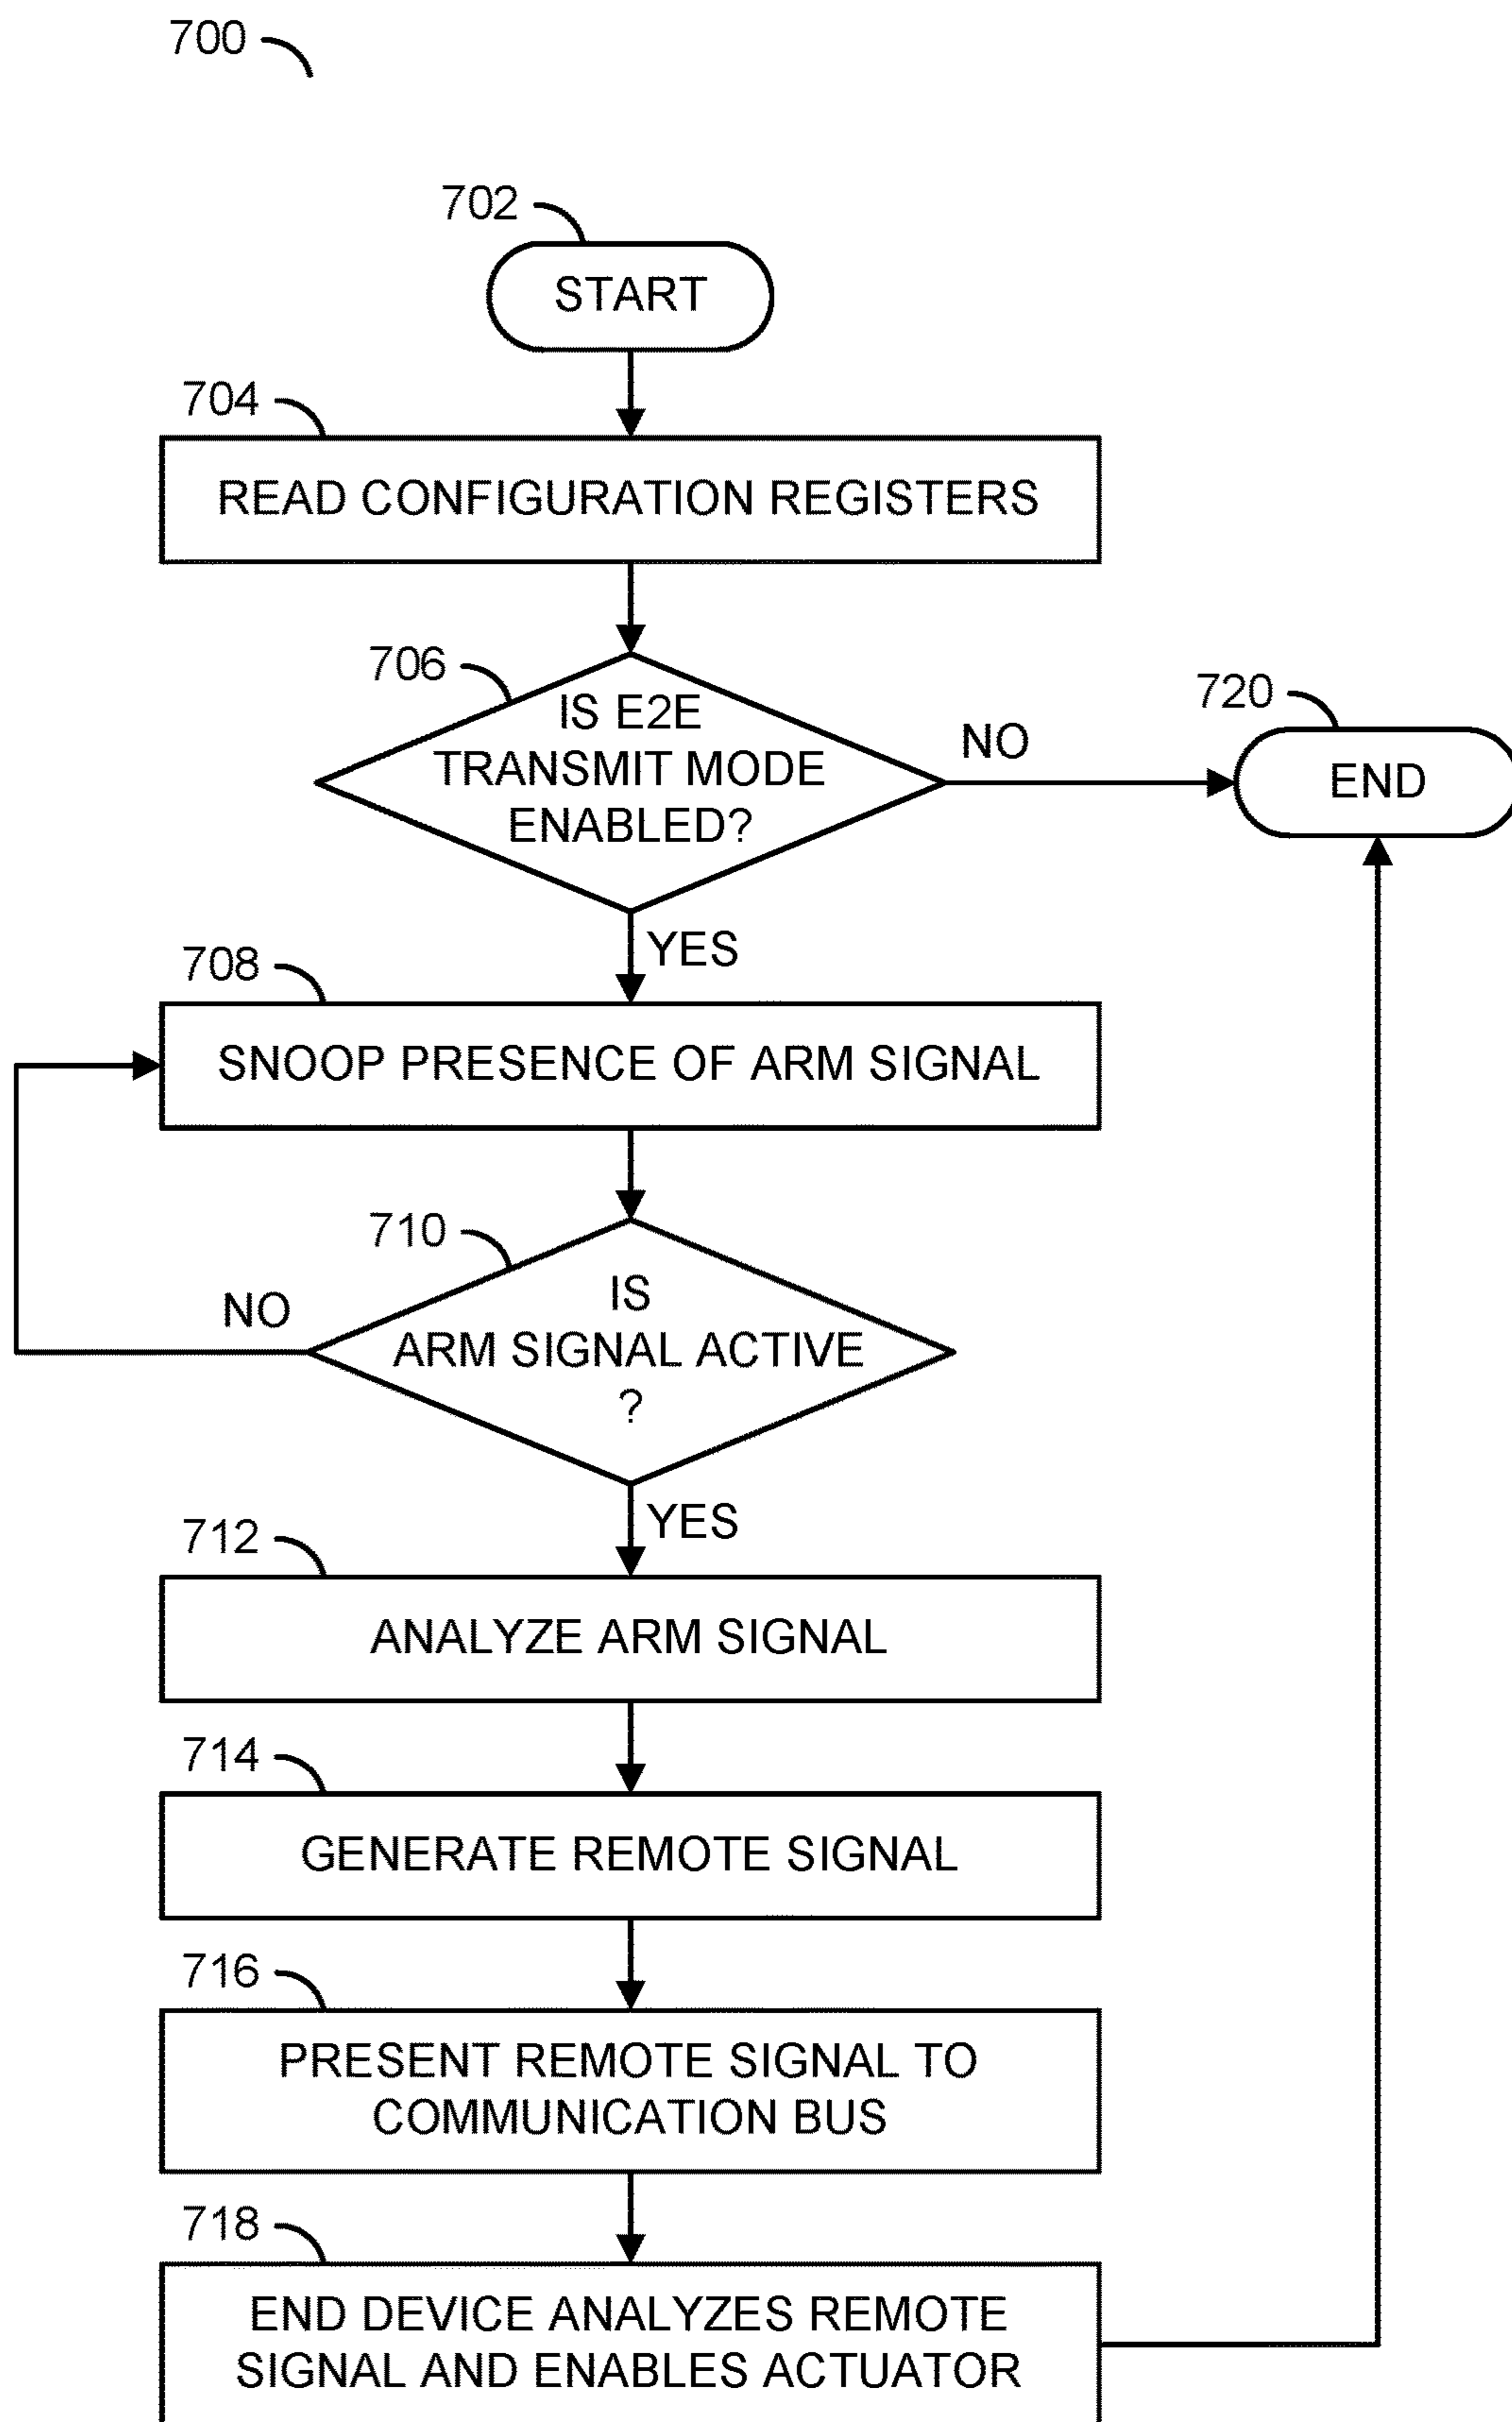 700
702
START
704
READ CONFIGURATION REGISTERS
706
IS E2E
TRANSMIT MODE
ENABLED?
NO
720
END
YES
708
SNOOP PRESENCE OF ARM SIGNAL
710
IS
ARM SIGNAL ACTIVE
?
NO
YES
712
ANALYZE ARM SIGNAL
714
GENERATE REMOTE SIGNAL
716
PRESENT REMOTE SIGNAL TO
COMMUNICATION BUS
718
END DEVICE ANALYZES REMOTE
SIGNAL AND ENABLES ACTUATOR